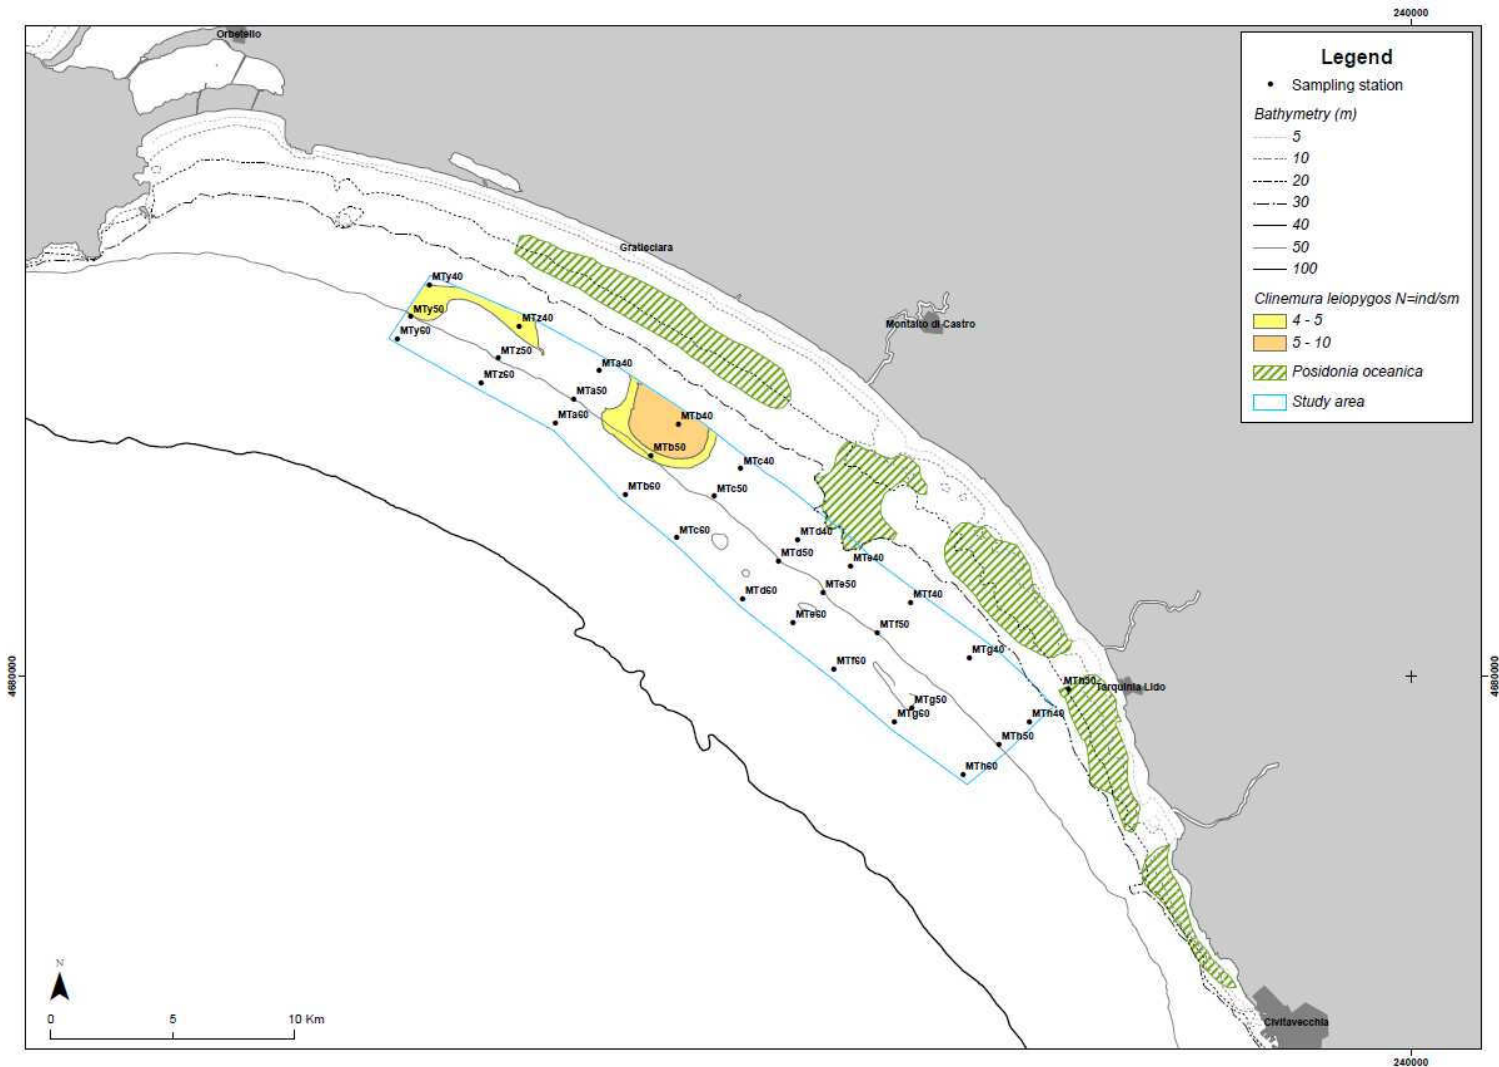 240000
Orbetello
Legend
Sampling station
Bathymetry (m)
5
10
20
30
40
50
100
Clinemura leiopygos N=ind/sm
4 - 5
5 - 10
Posidonia oceanica
Study area
Graticciara
Montalto di Castro
MTy40
MTy50
MTz40
MTy60
MTz50
MTa40
MTz60
MTa50
MTa60
MTb40
MTb50
MTc40
MTb60
MTc50
MTc60
MTd40
MTd50
MTe40
MTd60
MTe50
MTf40
MTe60
MTf50
MTg40
MTf60
4680000
4680000
MTh30
Tarquinia Lido
MTg50
MTg60
MTh40
MTh50
MTh60
N
0
5
10 Km
Civitavecchia
240000